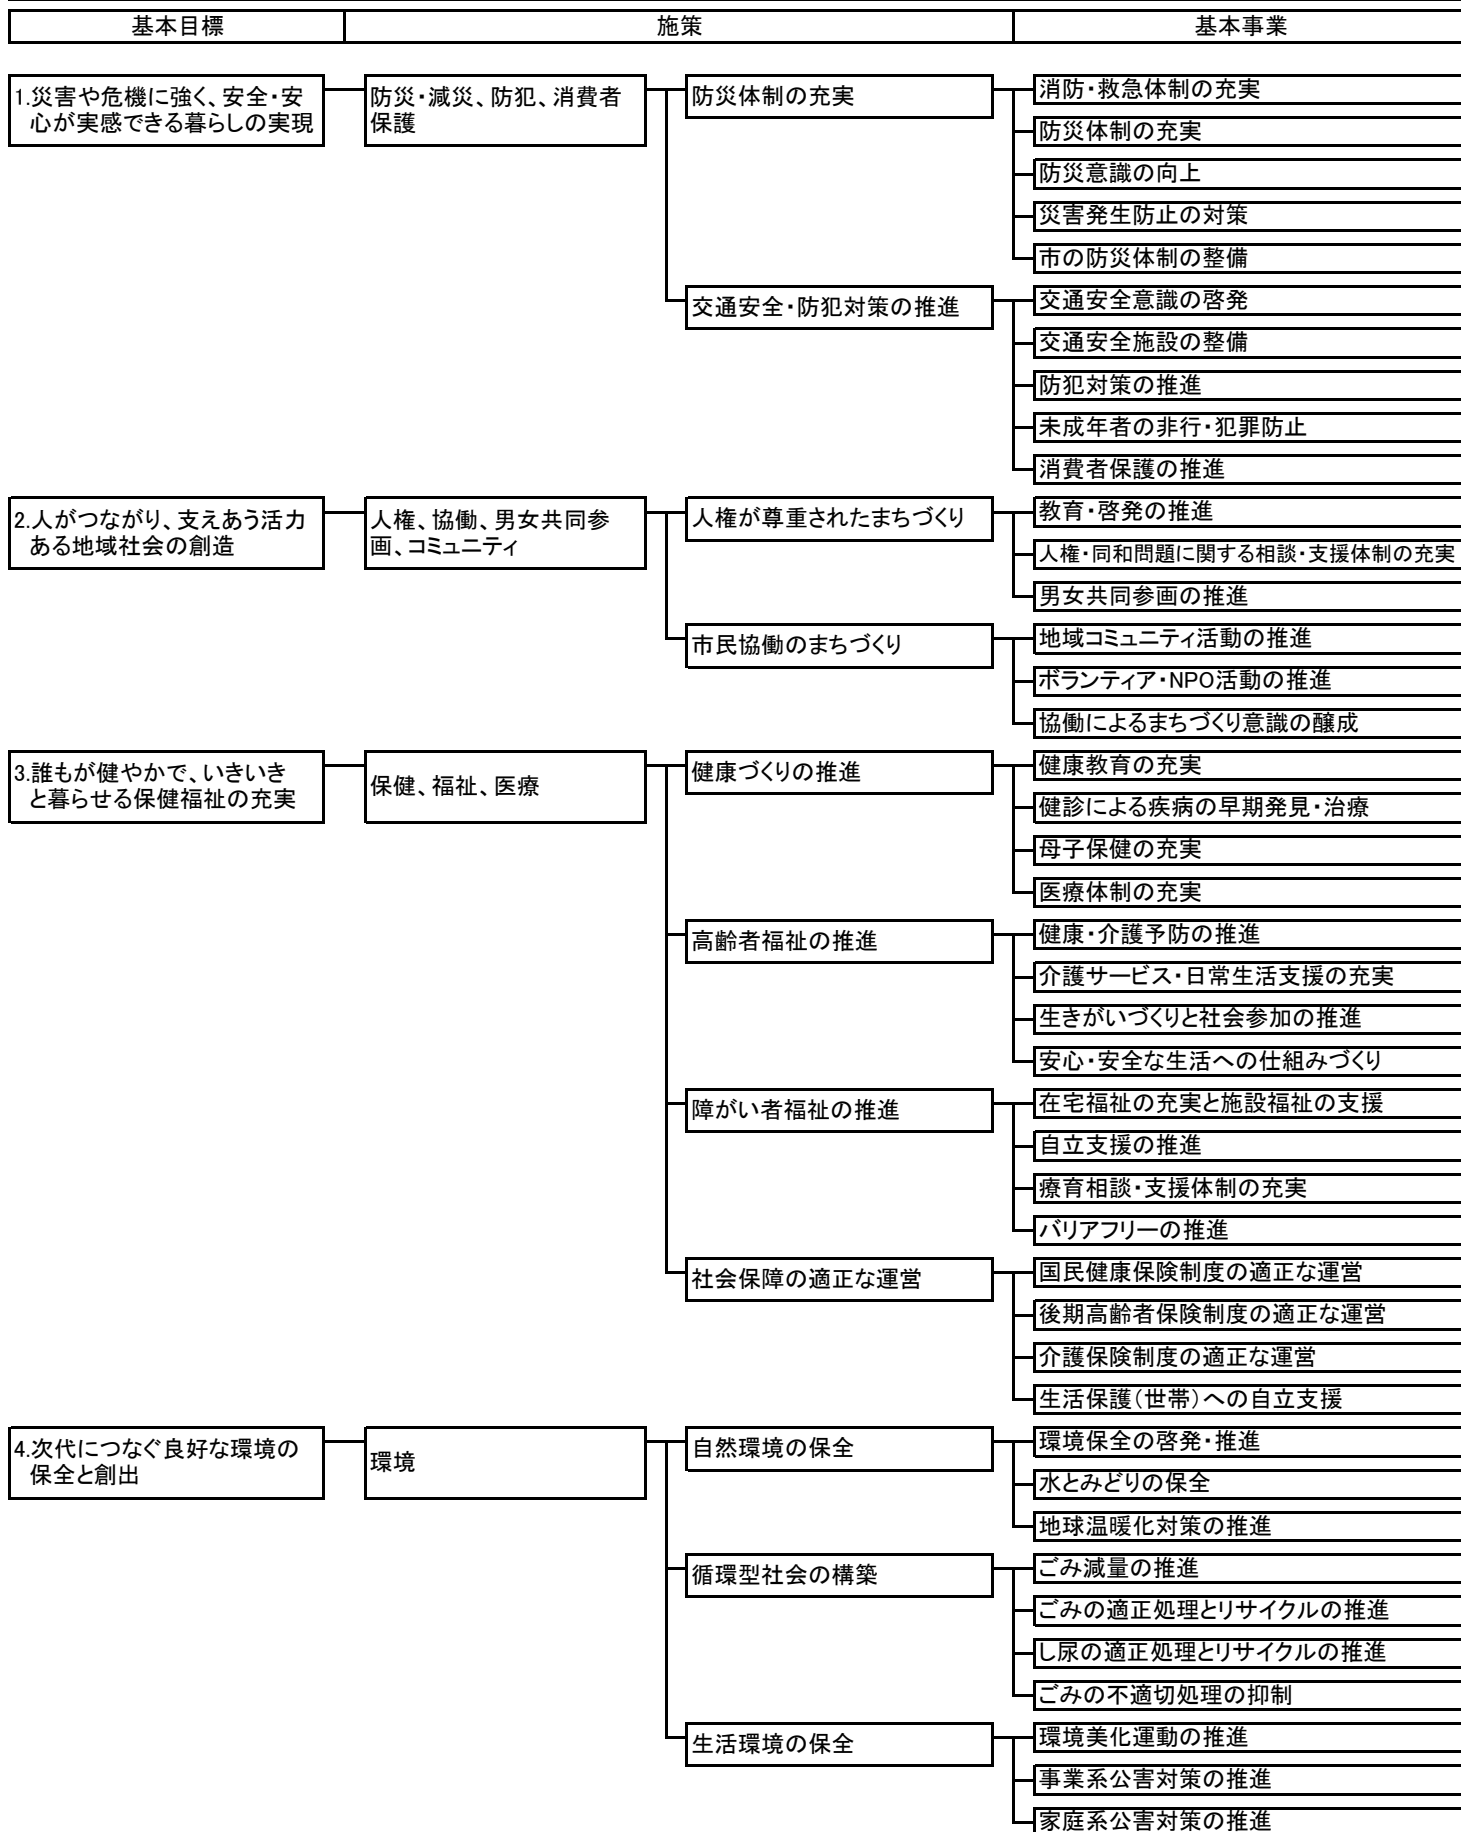 基本目標
施策
基本事業
1.災害や危機に強く、安全・安
心が実感できる暮らしの実現
防災・減災、防犯、消費者
保護
防災体制の充実
消防・救急体制の充実
防災体制の充実
防災意識の向上
災害発生防止の対策
市の防災体制の整備
交通安全・防犯対策の推進
交通安全意識の啓発
交通安全施設の整備
防犯対策の推進
未成年者の非行・犯罪防止
消費者保護の推進
2.人がつながり、支えあう活力
ある地域社会の創造
人権、協働、男女共同参
画、コミュニティ
人権が尊重されたまちづくり
教育・啓発の推進
人権・同和問題に関する相談・支援体制の充実
男女共同参画の推進
市民協働のまちづくり
地域コミュニティ活動の推進
ボランティア・NPO活動の推進
協働によるまちづくり意識の醸成
3.誰もが健やかで、いきいき
と暮らせる保健福祉の充実
保健、福祉、医療
健康づくりの推進
健康教育の充実
健診による疾病の早期発見・治療
母子保健の充実
医療体制の充実
高齢者福祉の推進
健康・介護予防の推進
介護サービス・日常生活支援の充実
生きがいづくりと社会参加の推進
安心・安全な生活への仕組みづくり
障がい者福祉の推進
在宅福祉の充実と施設福祉の支援
自立支援の推進
療育相談・支援体制の充実
バリアフリーの推進
社会保障の適正な運営
国民健康保険制度の適正な運営
後期高齢者保険制度の適正な運営
介護保険制度の適正な運営
生活保護(世帯)への自立支援
4.次代につなぐ良好な環境の
保全と創出
環境
自然環境の保全
環境保全の啓発・推進
水とみどりの保全
地球温暖化対策の推進
循環型社会の構築
ごみ減量の推進
ごみの適正処理とリサイクルの推進
し尿の適正処理とリサイクルの推進
ごみの不適切処理の抑制
生活環境の保全
環境美化運動の推進
事業系公害対策の推進
家庭系公害対策の推進